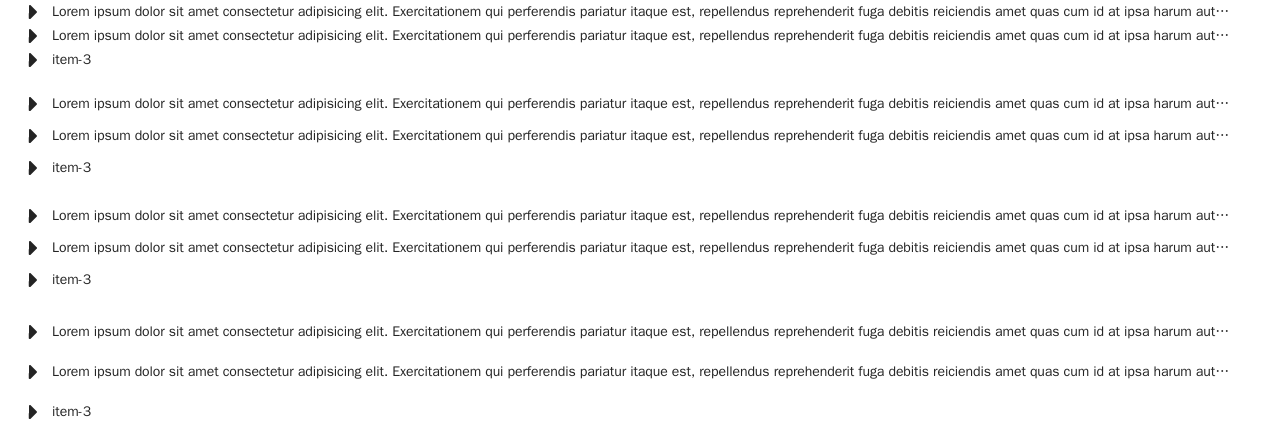 Lorem ipsum dolor sit amet consectetur adipisicing elit. Exercitationem qui perferendis pariatur itaque est, repellendus reprehenderit fuga debitis reiciendis amet quas cum id at ipsa harum aut…
Lorem ipsum dolor sit amet consectetur adipisicing elit. Exercitationem qui perferendis pariatur itaque est, repellendus reprehenderit fuga debitis reiciendis amet quas cum id at ipsa harum aut…
item-3
Lorem ipsum dolor sit amet consectetur adipisicing elit. Exercitationem qui perferendis pariatur itaque est, repellendus reprehenderit fuga debitis reiciendis amet quas cum id at ipsa harum aut…
Lorem ipsum dolor sit amet consectetur adipisicing elit. Exercitationem qui perferendis pariatur itaque est, repellendus reprehenderit fuga debitis reiciendis amet quas cum id at ipsa harum aut…
item-3
Lorem ipsum dolor sit amet consectetur adipisicing elit. Exercitationem qui perferendis pariatur itaque est, repellendus reprehenderit fuga debitis reiciendis amet quas cum id at ipsa harum aut…
Lorem ipsum dolor sit amet consectetur adipisicing elit. Exercitationem qui perferendis pariatur itaque est, repellendus reprehenderit fuga debitis reiciendis amet quas cum id at ipsa harum aut…
item-3
Lorem ipsum dolor sit amet consectetur adipisicing elit. Exercitationem qui perferendis pariatur itaque est, repellendus reprehenderit fuga debitis reiciendis amet quas cum id at ipsa harum aut…
Lorem ipsum dolor sit amet consectetur adipisicing elit. Exercitationem qui perferendis pariatur itaque est, repellendus reprehenderit fuga debitis reiciendis amet quas cum id at ipsa harum aut…
item-3